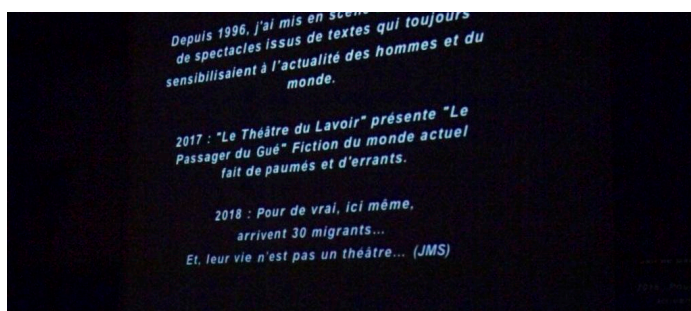 Depuis 1996, j'ai mis en
de spectacles issus de textes qui toujours
sensibilisaient à l'actualité des hommes et du
monde.
2017 : "Le Théâtre du Lavoir" présente "Le
Passager du Gué" Fiction du monde actuel
fait de paumés et d'errants.
2018 : Pour de vrai, ici même,
arrivent 30 migrants...
Et, leur vie n'est pas un théâtre... (JMS)